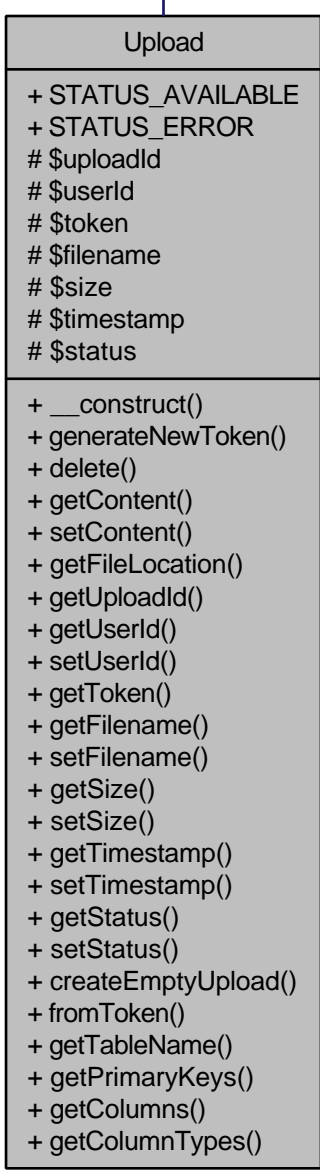 Upload
+ STATUS_AVAILABLE
+ STATUS_ERROR
# $uploadId
# $userId
# $token
# $filename
# $size
# $timestamp
# $status
+ __construct()
+ generateNewToken()
+ delete()
+ getContent()
+ setContent()
+ getFileLocation()
+ getUploadId()
+ getUserId()
+ setUserId()
+ getToken()
+ getFilename()
+ setFilename()
+ getSize()
+ setSize()
+ getTimestamp()
+ setTimestamp()
+ getStatus()
+ setStatus()
+ createEmptyUpload()
+ fromToken()
+ getTableName()
+ getPrimaryKeys()
+ getColumns()
+ getColumnTypes()